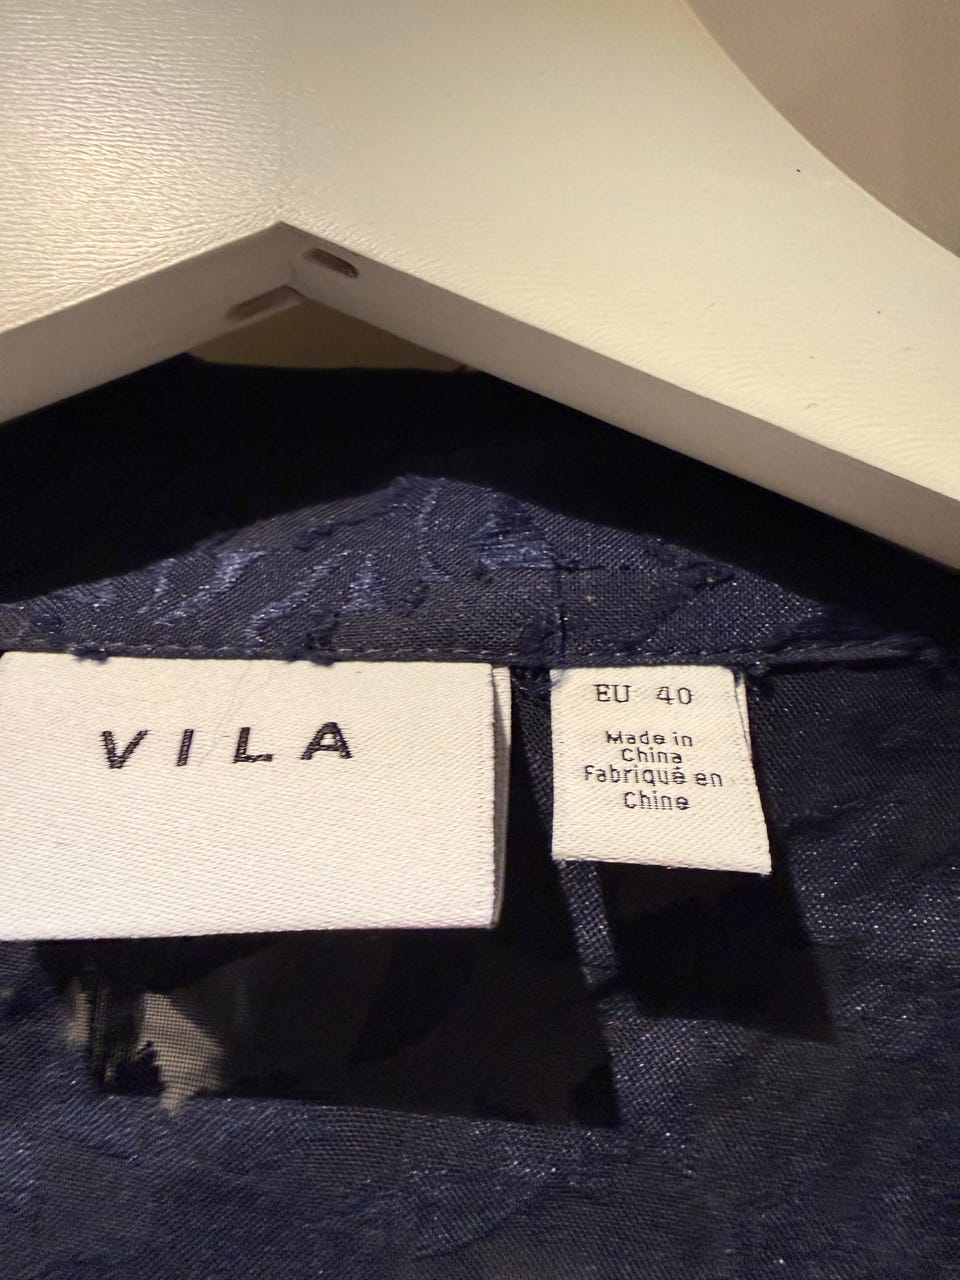 VILA
EU 40
Made in
China
Fabriqué en
Chine